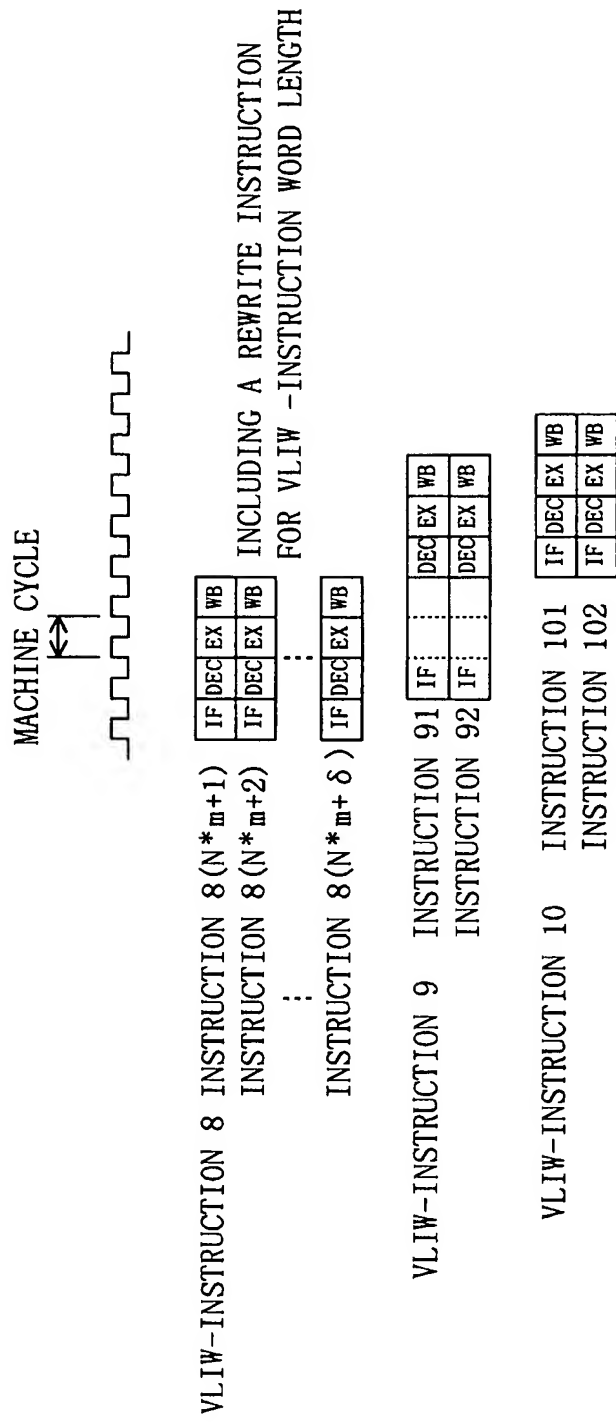 MACHINE CYCLE
VLIW-INSTRUCTION 8 INSTRUCTION 8(N*m+1) IF DEC EX WB
INSTRUCTION 8(N*m+2) IF DEC EX WB
INCLUDING A REWRITE INSTRUCTION
FOR VLIW -INSTRUCTION WORD LENGTH
INSTRUCTION 8(N*m+ δ ) IF DEC EX WB
VLIW-INSTRUCTION 9 INSTRUCTION 91 IF DEC EX WB
INSTRUCTION 92 IF DEC EX WB
VLIW-INSTRUCTION 10 INSTRUCTION 101 IF DEC EX WB
INSTRUCTION 102 IF DEC EX WB